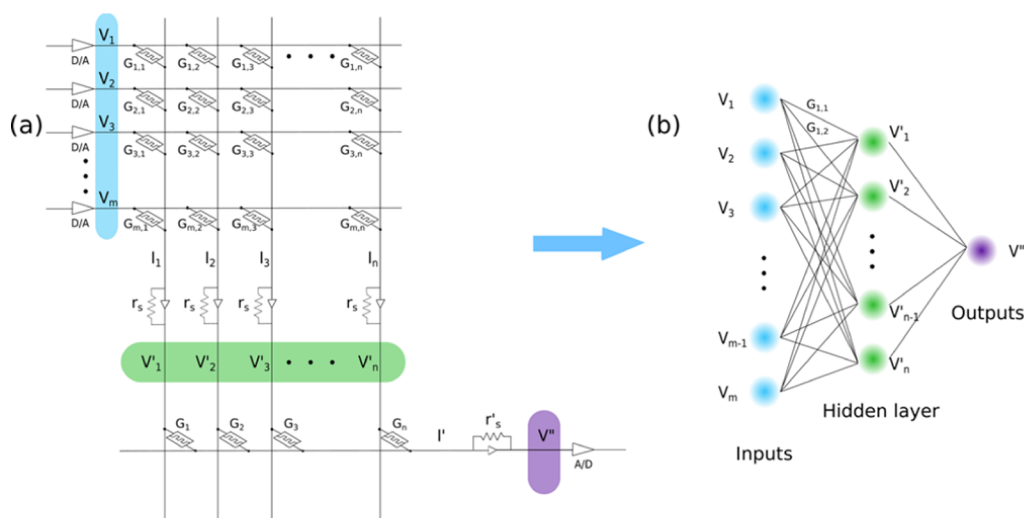 (a)
V1
D/A
G1,1 G1,2 G1,3 G1,n
V2
D/A
G2,1 G2,2 G2,3 G2,n
V3
D/A
G3,1 G3,2 G3,3 G3,n
Vm
D/A
Gm,1 Gm,2 Gm,3 Gm,n
I1 I2 I3 In
rs rs rs rs
V'1 V'2 V'3 V'n
G1 G2 G3 Gn
I' r's V"
A/D
(b)
V1 G1,1 V'1
G1,2
V2 V'2
V3
V"
Outputs
Vm-1 V'n-1
Vm V'n
Hidden layer
Inputs